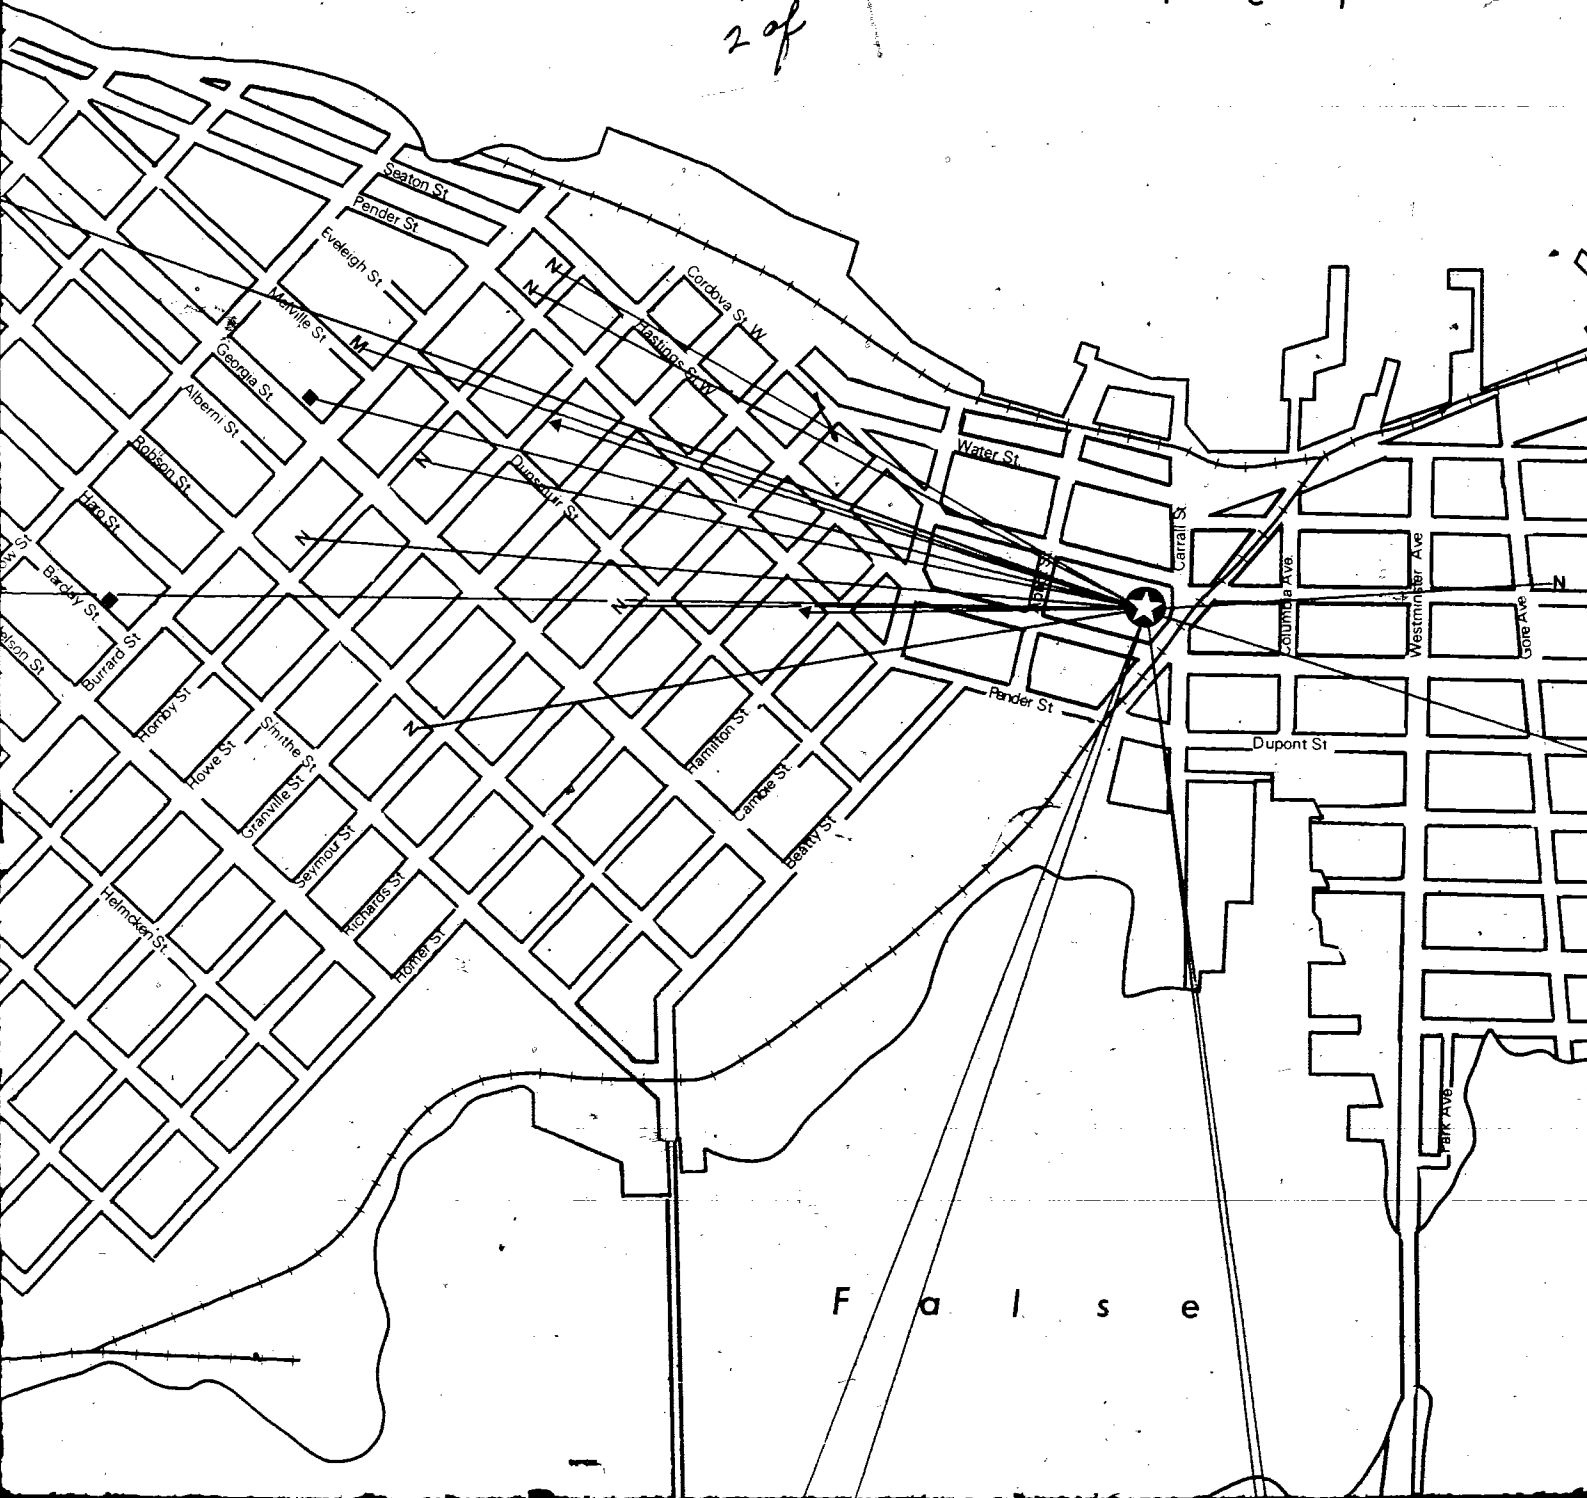 2 of
Seaton St
Pender St.
Eveleigh St
Melville St
Georgia St
Alberni St
Robson St
Haro St
Barclay St.
elson St
Burrard St
Hornby St
Howe St
Smithe St
Granville St
Seymour St
Richards St
Homer St
Helmcken St.
Cordova St. W
Hastings St. W
Dunsmuir St
Hamilton St
Cambie St.
Beatty St
Water St.
Carrall St.
Pender St
Columbia Ave.
Westminster Ave
Gore Ave
Dupont St
Park Ave.
N
N
M
N
N
N
N
N
False